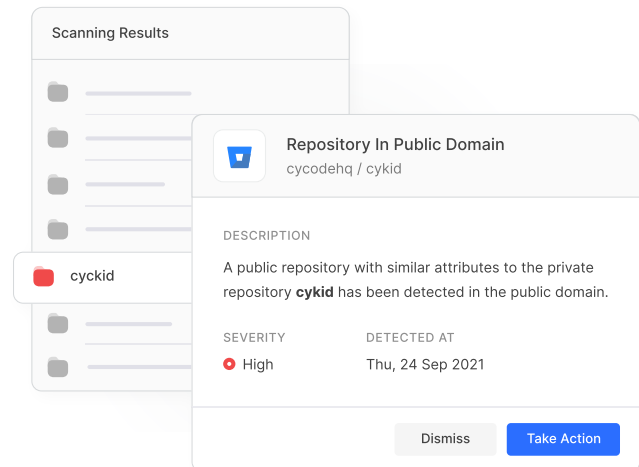 Scanning Results
Repository In Public Domain
cycodehq / cykid
DESCRIPTION
A public repository with similar attributes to the private
repository cykid has been detected in the public domain.
cyckid
SEVERITY
DETECTED AT
High
Thu, 24 Sep 2021
Dismiss
Take Action